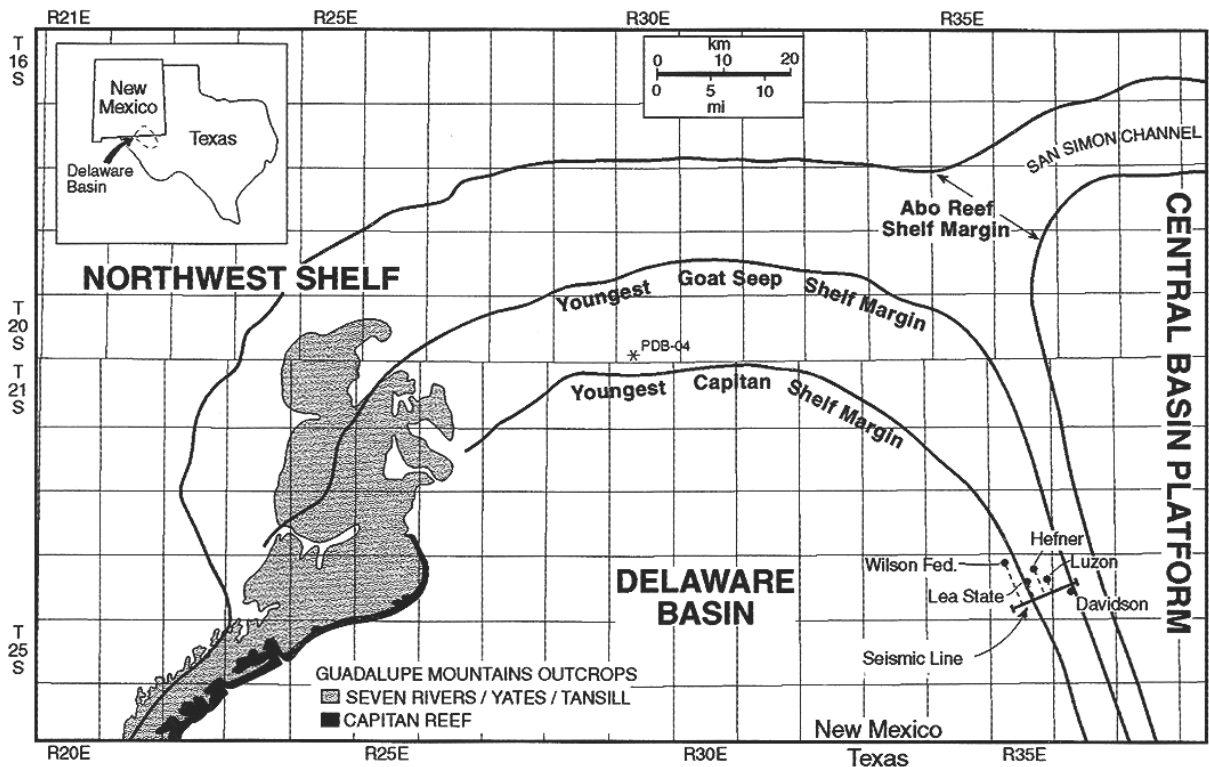 R21E R25E R30E R35E
T
16
S
New
Mexico
Texas
Delaware
Basin
km
0 10 20
0 5 10
mi
SAN SIMON CHANNEL
Abo Reef
Shelf Margin
CENTRAL BASIN PLATFORM
NORTHWEST SHELF
Youngest Goat Seep Shelf Margin
T
20
S
PDB-04
T
21
S
Youngest Capitan Shelf Margin
Hefner
Wilson Fed.
Luzon
Lea State
Davidson
DELAWARE
BASIN
T
25
S
Seismic Line
GUADALUPE MOUNTAINS OUTCROPS
SEVEN RIVERS / YATES / TANSILL
CAPITAN REEF
New Mexico
Texas
R20E R25E R30E R35E